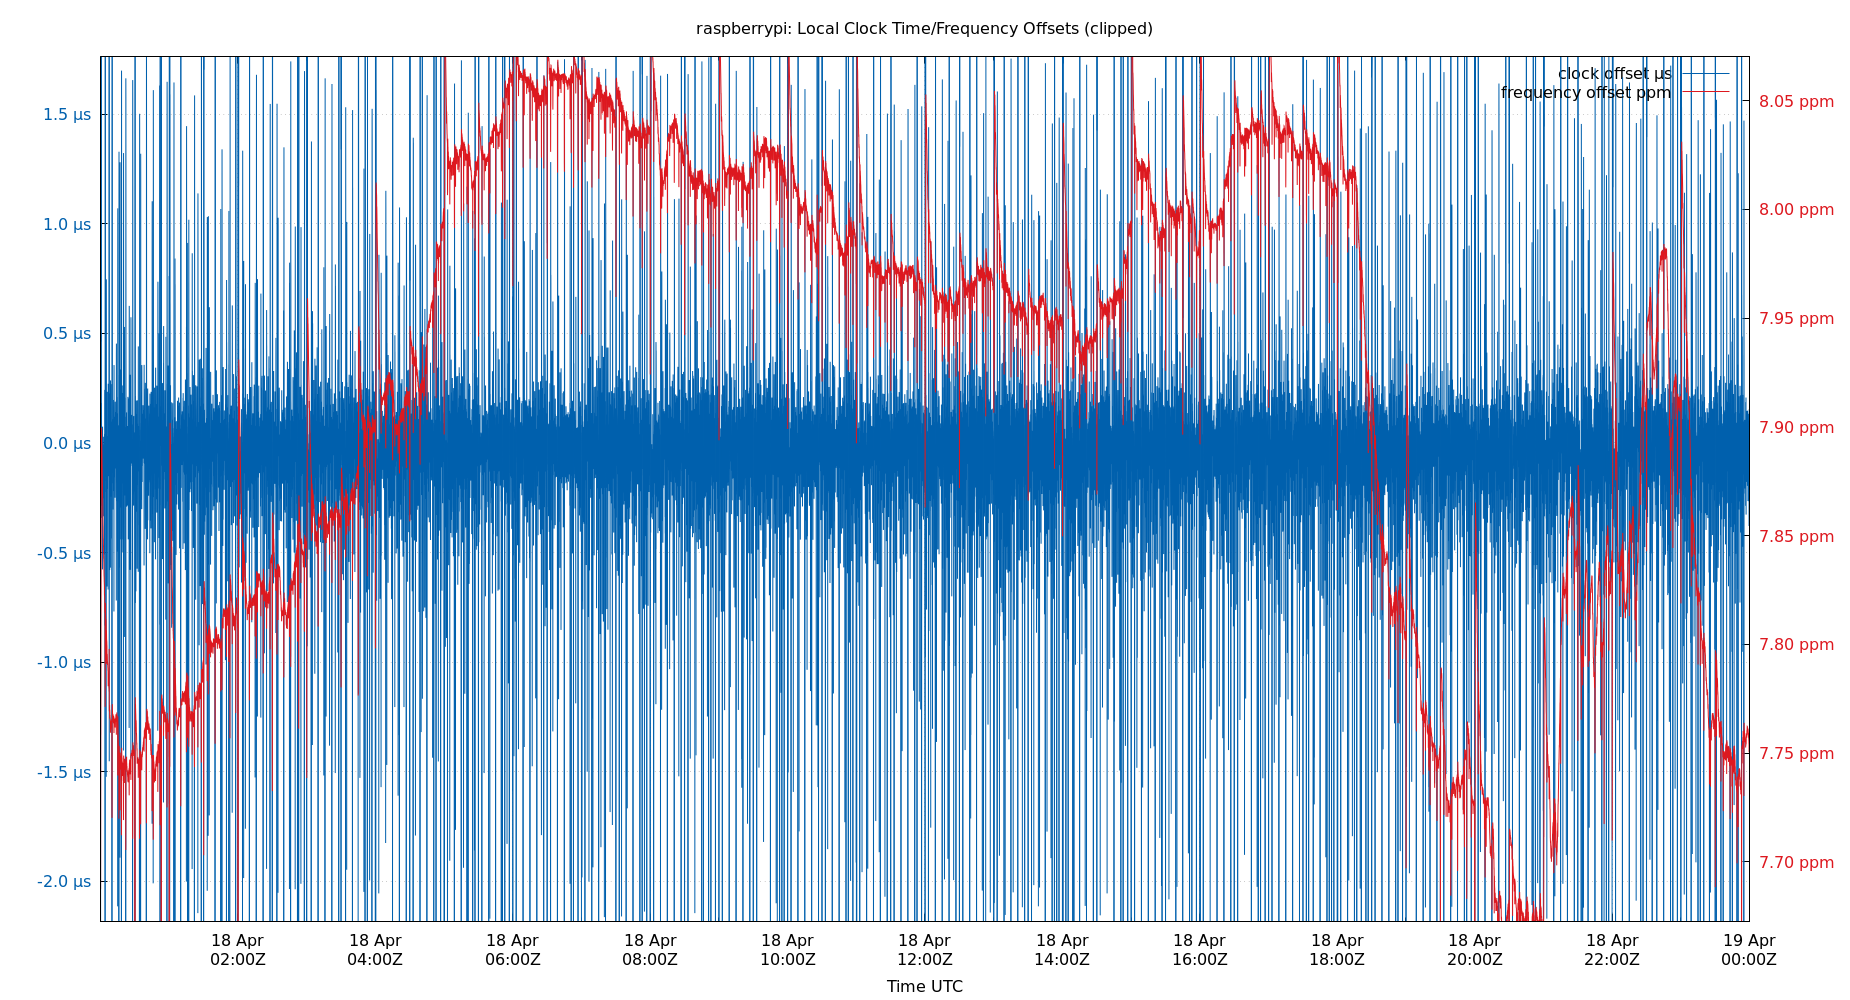 raspberrypi: Local Clock Time/Frequency Offsets (clipped)
clock offset µs
frequency offset ppm
1.5 µs
1.0 µs
0.5 µs
0.0 µs
-0.5 µs
-1.0 µs
-1.5 µs
-2.0 µs
8.05 ppm
8.00 ppm
7.95 ppm
7.90 ppm
7.85 ppm
7.80 ppm
7.75 ppm
7.70 ppm
18 Apr
02:00Z
18 Apr
04:00Z
18 Apr
06:00Z
18 Apr
08:00Z
18 Apr
10:00Z
18 Apr
12:00Z
18 Apr
14:00Z
18 Apr
16:00Z
18 Apr
18:00Z
18 Apr
20:00Z
18 Apr
22:00Z
19 Apr
00:00Z
Time UTC